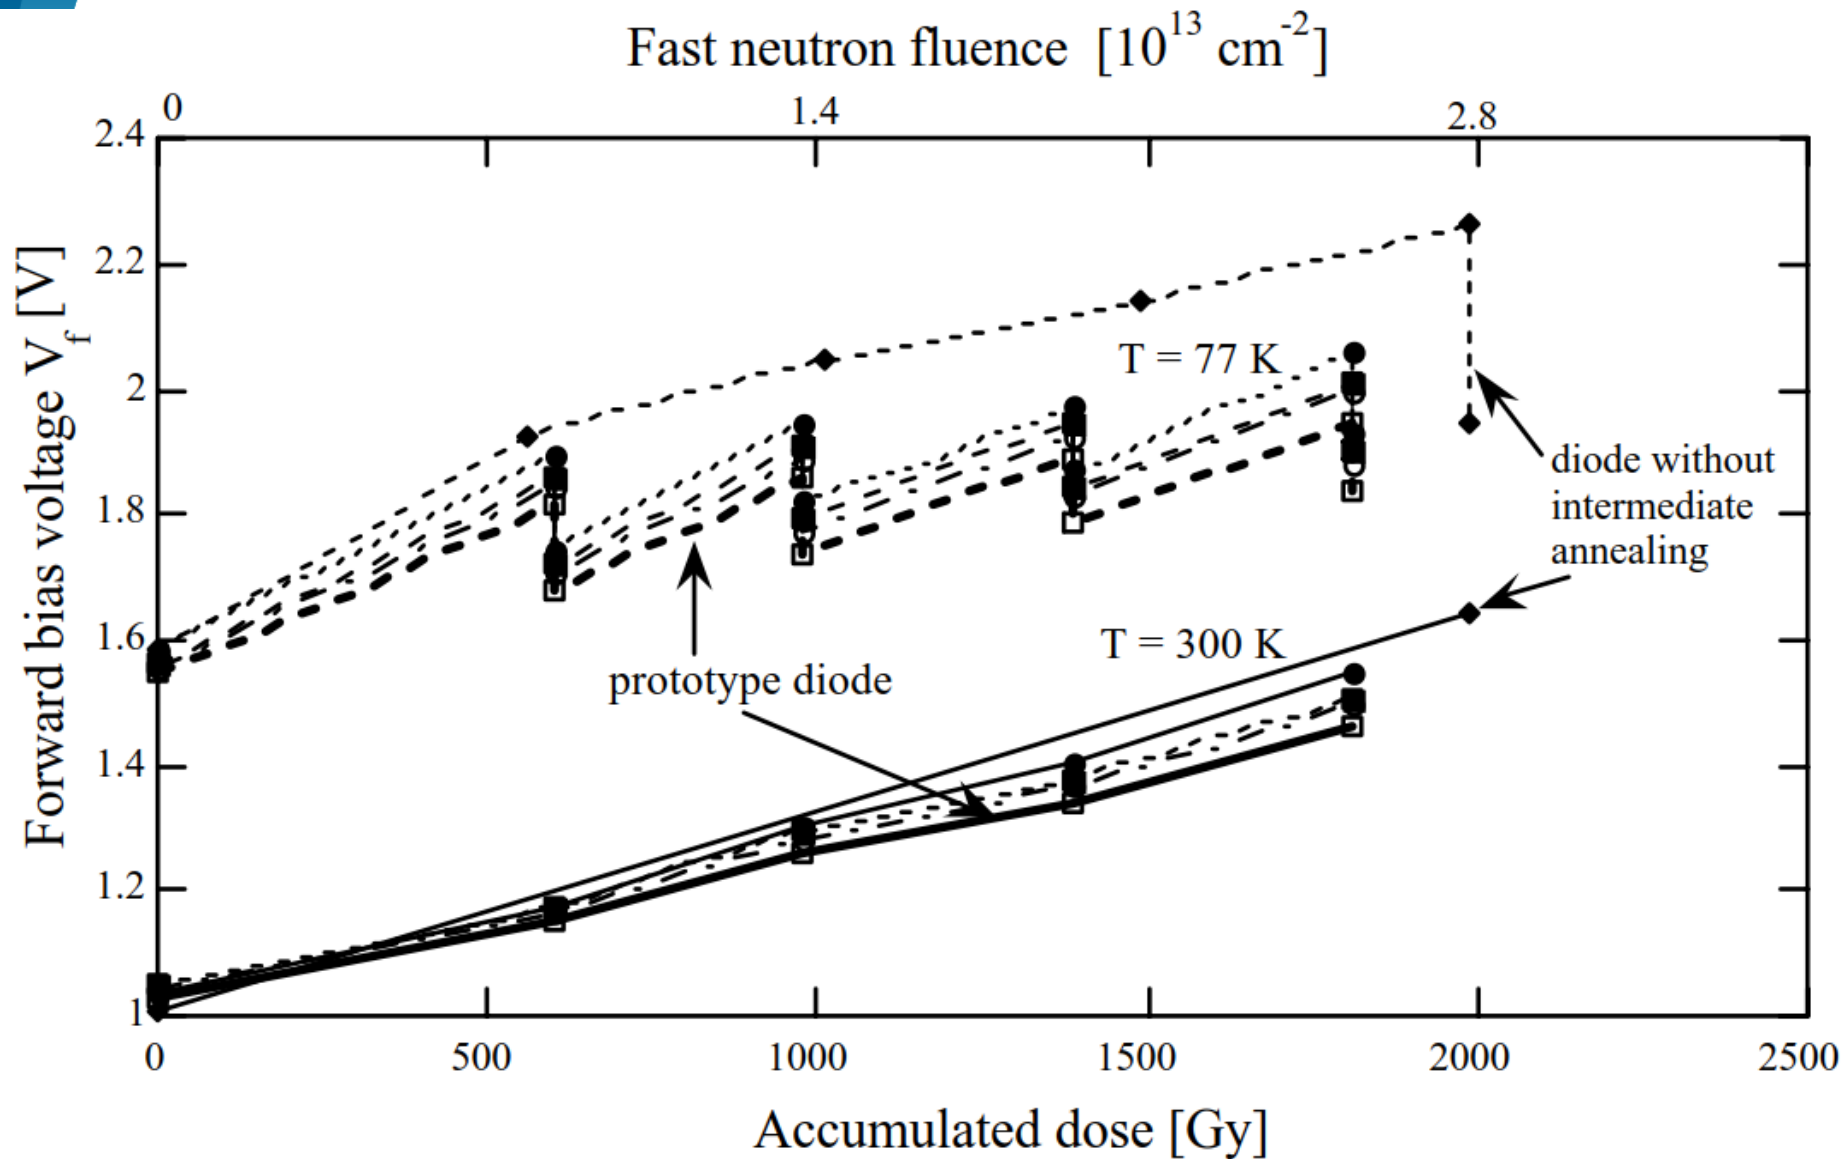 Fast neutron fluence [10^13 cm^-2]
0
1.4
2.8
Forward bias voltage V_f [V]
2.4
2.2
2
1.8
1.6
1.4
1.2
1
T = 77 K
diode without
intermediate
annealing
T = 300 K
prototype diode
0
500
1000
1500
2000
2500
Accumulated dose [Gy]